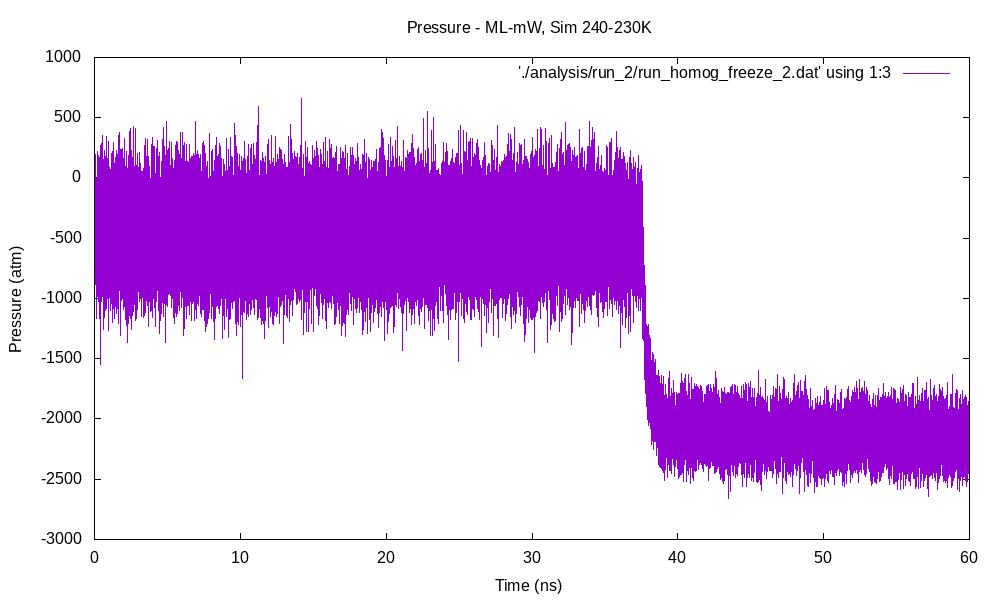 Pressure - ML-mW, Sim 240-230K
'./analysis/run_2/run_homog_freeze_2.dat' using 1:3
1000
500
0
-500
-1000
-1500
-2000
-2500
-3000
Pressure (atm)
0 10 20 30 40 50 60
Time (ns)